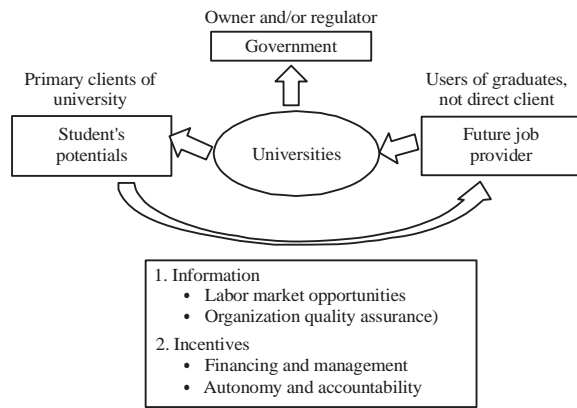 Owner and/or regulator
Government
Primary clients of
university
Users of graduates,
not direct client
Student's
potentials
Universities
Future job
provider
1. Information
• Labor market opportunities
• Organization quality assurance)
2. Incentives
• Financing and management
• Autonomy and accountability